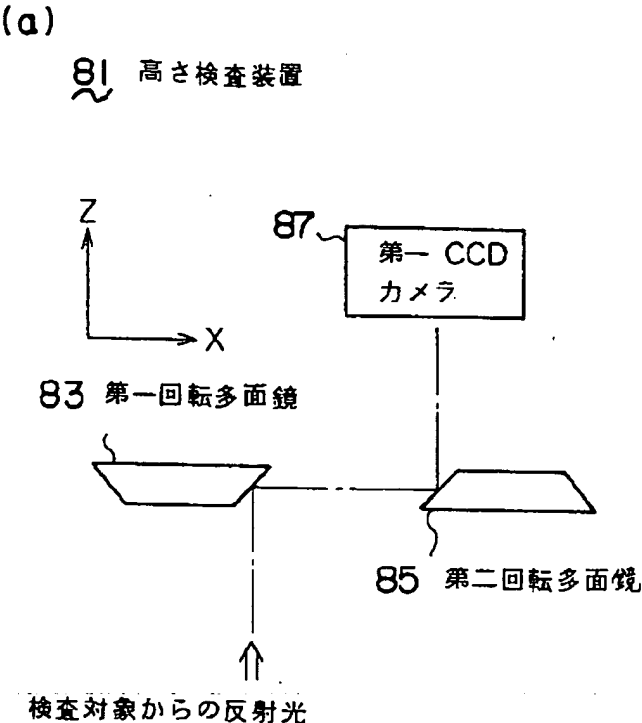 (a)
81 高さ検査装置
Z
X
87
第一 CCD
カメラ
83 第一回転多面鏡
85 第二回転多面鏡
検査対象からの反射光